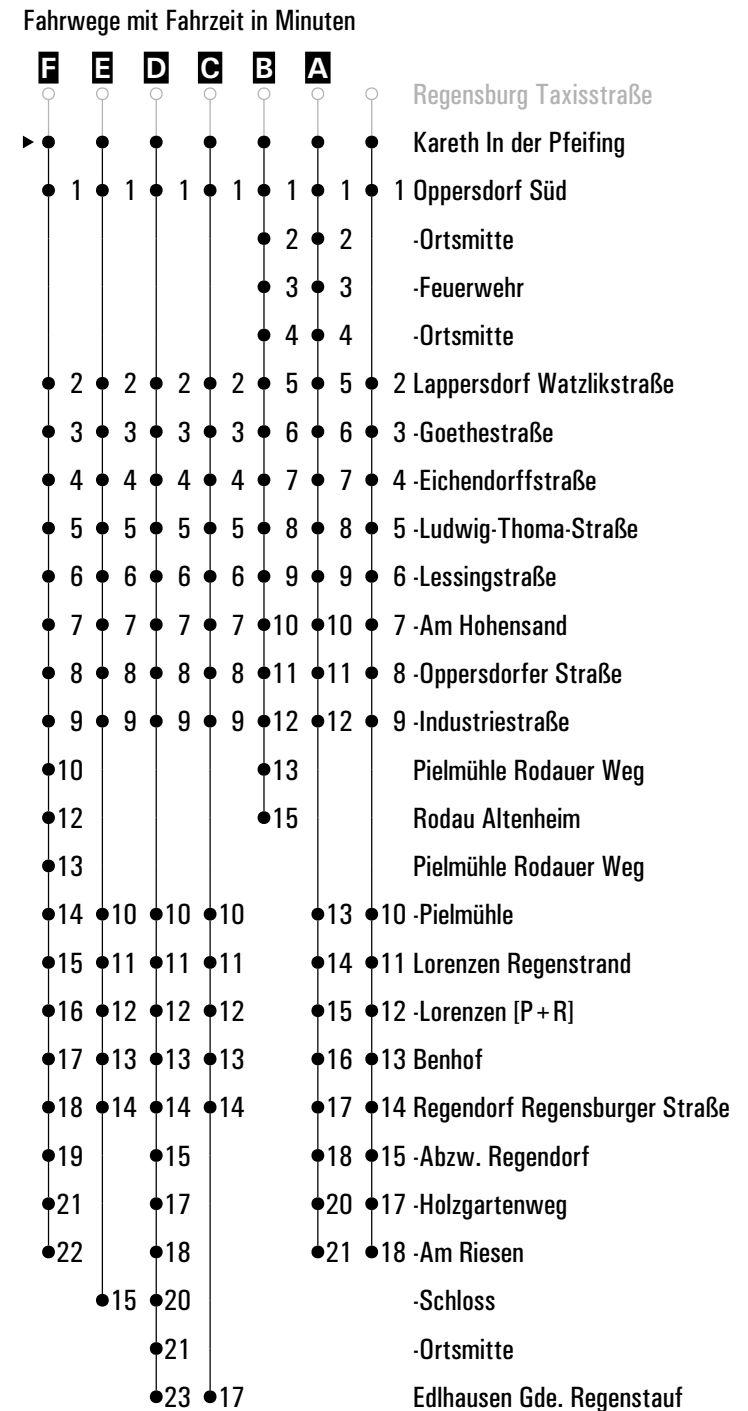 Fahrwege mit Fahrzeit in Minuten
F E D C B A
Regensburg Taxisstraße
Kareth In der Pfeifing
1 1 1 1 1 1 1 Oppersdorf Süd
2 2 -Ortsmitte
3 3 -Feuerwehr
4 4 -Ortsmitte
2 2 2 2 5 5 2 Lappersdorf Watzlikstraße
3 3 3 3 6 6 3 -Goethestraße
4 4 4 4 7 7 4 -Eichendorffstraße
5 5 5 5 8 8 5 -Ludwig-Thoma-Straße
6 6 6 6 9 9 6 -Lessingstraße
7 7 7 7 10 10 7 -Am Hohensand
8 8 8 8 11 11 8 -Oppersdorfer Straße
9 9 9 9 12 12 9 -Industriestraße
10 13 Pielmühle Rodauer Weg
12 15 Rodau Altenheim
13 Pielmühle Rodauer Weg
14 10 10 10 13 10 -Pielmühle
15 11 11 11 14 11 Lorenzen Regenstrand
16 12 12 12 15 12 -Lorenzen [P+R]
17 13 13 13 16 13 Benhof
18 14 14 14 17 14 Regendorf Regensburger Straße
19 15 18 15 -Abzw. Regendorf
21 17 20 17 -Holzgartenweg
22 18 21 18 -Am Riesen
15 20 -Schloss
21 -Ortsmitte
23 17 Edlhausen Gde. Regenstauf